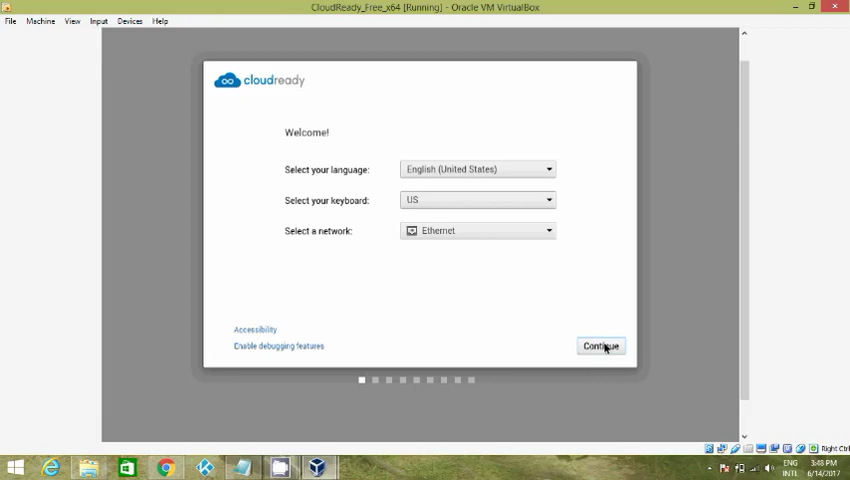 CloudReady_Free_x64 [Running] - Oracle VM VirtualBox
File Machine View Input Devices Help
cloudready
Welcome!
Select your language: English (United States)
Select your keyboard: US
Select a network: Ethernet
Accessibility
Enable debugging features
Continue
Right Ctrl
ENG 3:48 PM
INTL 6/14/2017